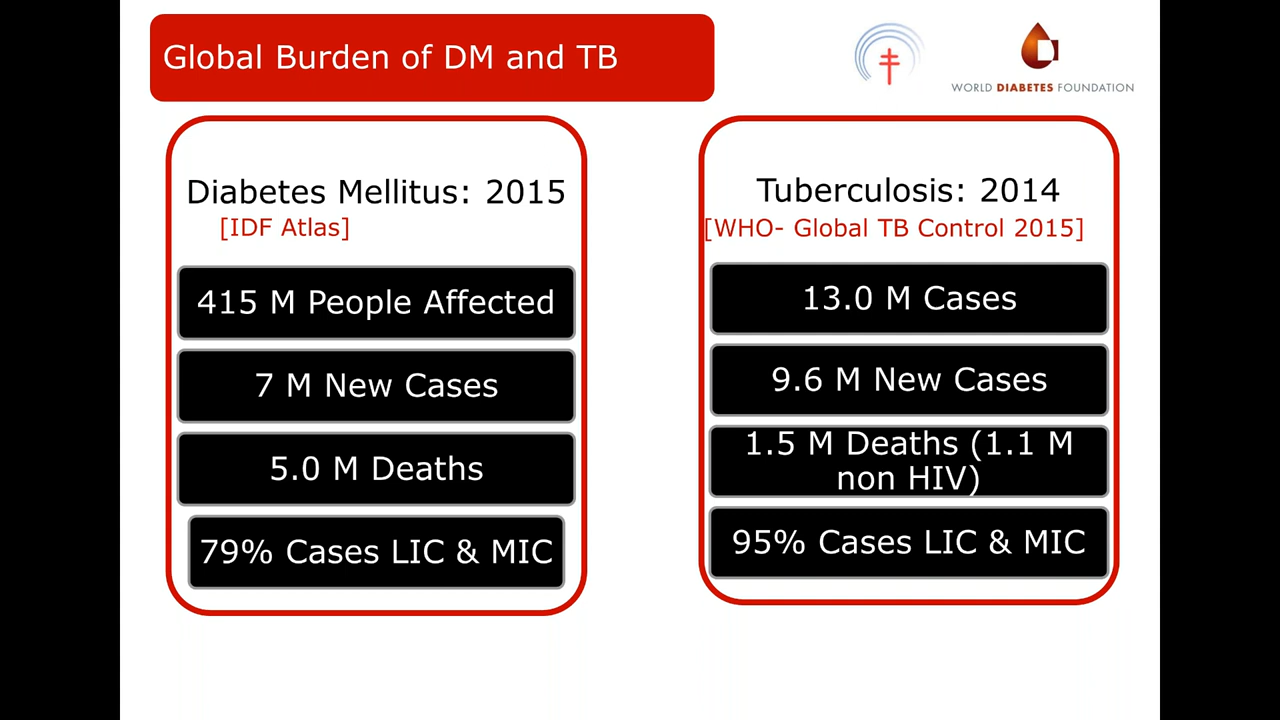 Global Burden of DM and TB
WORLD DIABETES FOUNDATION
Diabetes Mellitus: 2015
[IDF Atlas]
415 M People Affected
7 M New Cases
5.0 M Deaths
79% Cases LIC & MIC
Tuberculosis: 2014
[WHO- Global TB Control 2015]
13.0 M Cases
9.6 M New Cases
1.5 M Deaths (1.1 M
non HIV)
95% Cases LIC & MIC